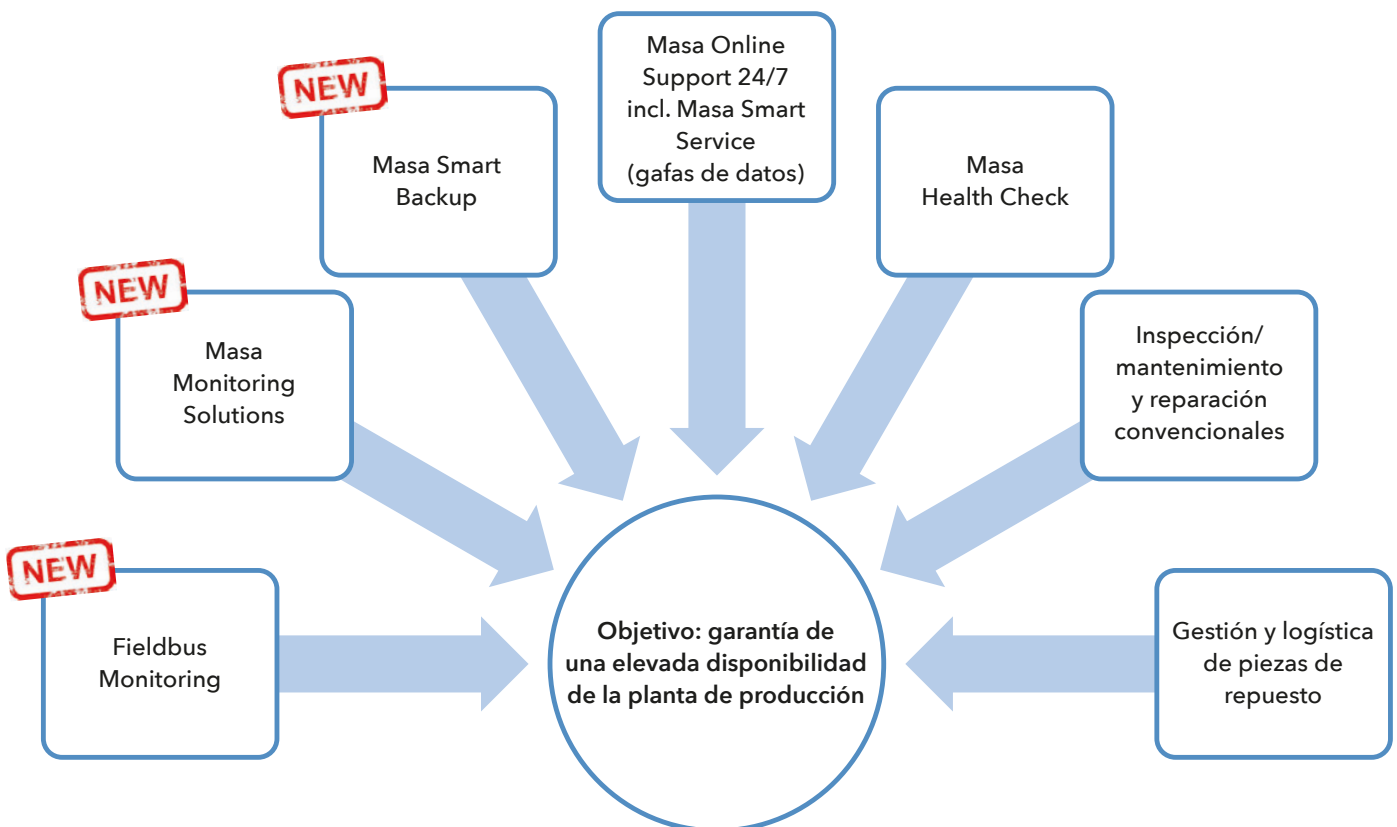 Masa Online
Support 24/7
incl. Masa Smart
Service
(gafas de datos)
NEW
Masa Smart
Backup
Masa
Health Check
NEW
Masa
Monitoring
Solutions
Inspección/
mantenimiento
y reparación
convencionales
NEW
Fieldbus
Monitoring
Objetivo: garantía de
una elevada disponibilidad
de la planta de producción
Gestión y logística
de piezas de
repuesto